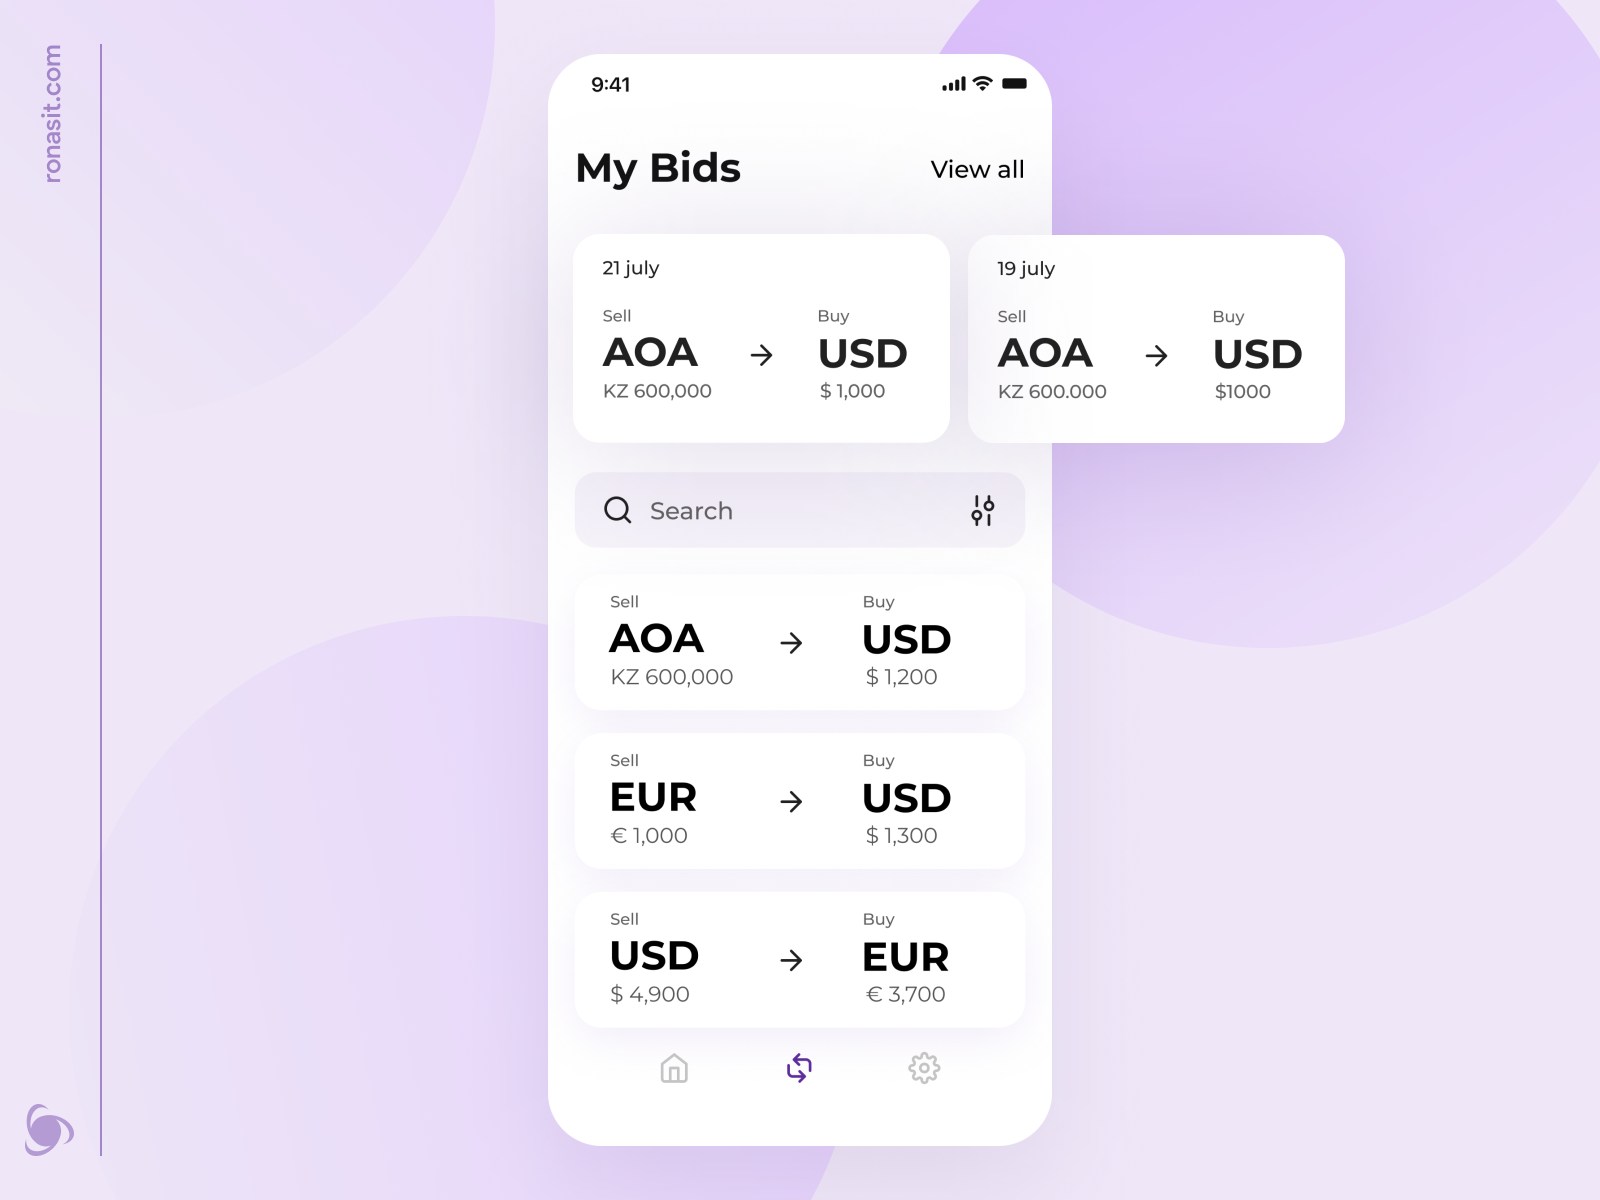 ronasit.com
9:41
My Bids
View all
21 july
Sell
Buy
AOA
USD
KZ 600,000
$ 1,000
19 july
Sell
Buy
AOA
USD
KZ 600.000
$1000
Search
Sell
Buy
AOA
USD
KZ 600,000
$ 1,200
Sell
Buy
EUR
USD
€ 1,000
$ 1,300
Sell
Buy
USD
EUR
$ 4,900
€ 3,700